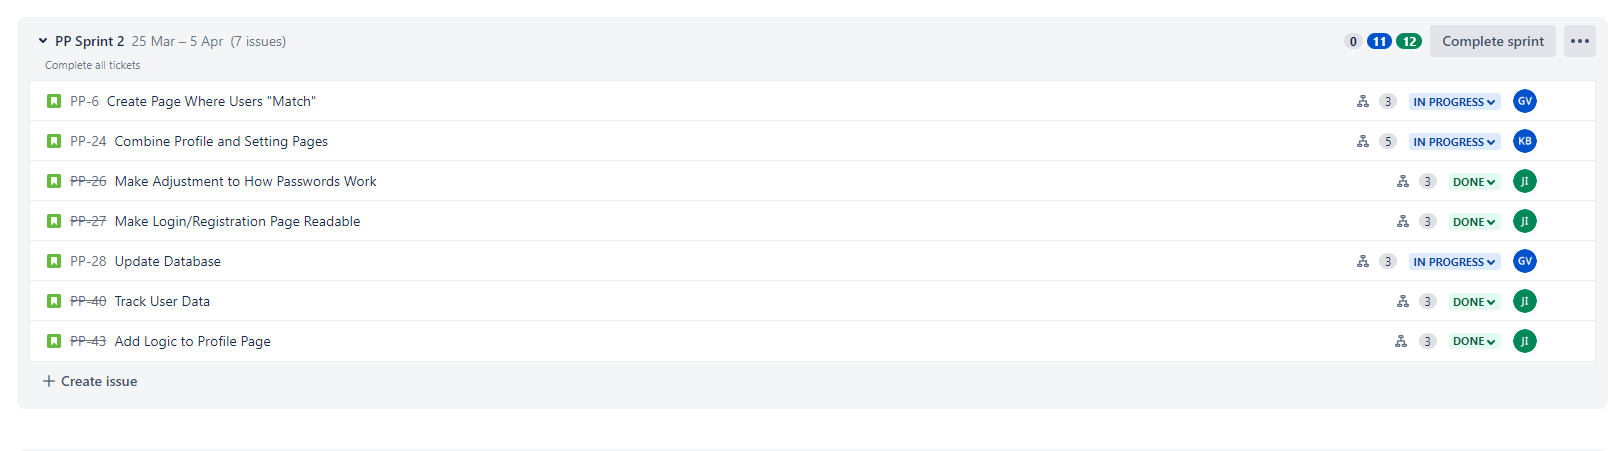 PP Sprint 2 25 Mar – 5 Apr (7 issues) 0 11 12 Complete sprint
Complete all tickets
PP-6 Create Page Where Users "Match" 3 IN PROGRESS GV
PP-24 Combine Profile and Setting Pages 5 IN PROGRESS KB
PP-26 Make Adjustment to How Passwords Work 3 DONE JI
PP-27 Make Login/Registration Page Readable 3 DONE JI
PP-28 Update Database 3 IN PROGRESS GV
PP-40 Track User Data 3 DONE JI
PP-43 Add Logic to Profile Page 3 DONE JI
+ Create issue